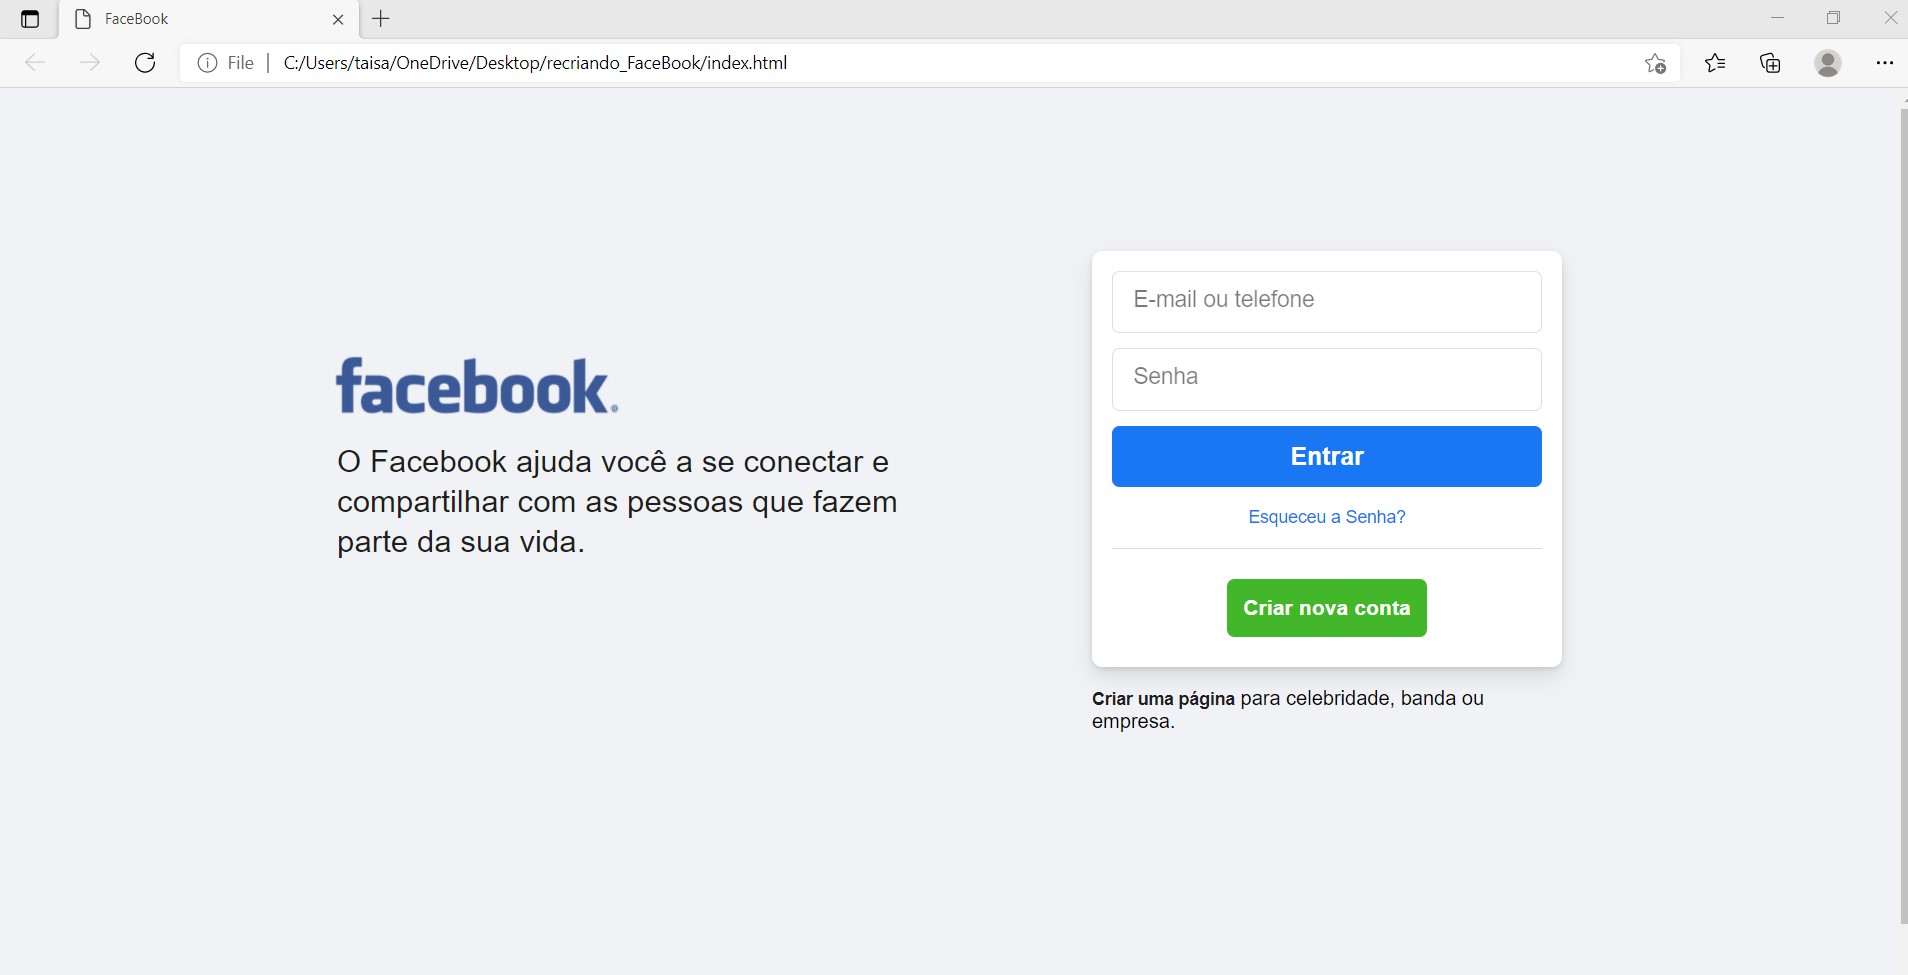 FaceBook
File
C:/Users/taisa/OneDrive/Desktop/recriando_FaceBook/index.html
facebook®
O Facebook ajuda você a se conectar e
compartilhar com as pessoas que fazem
parte da sua vida.
E-mail ou telefone
Senha
Entrar
Esqueceu a Senha?
Criar nova conta
Criar uma página para celebridade, banda ou
empresa.